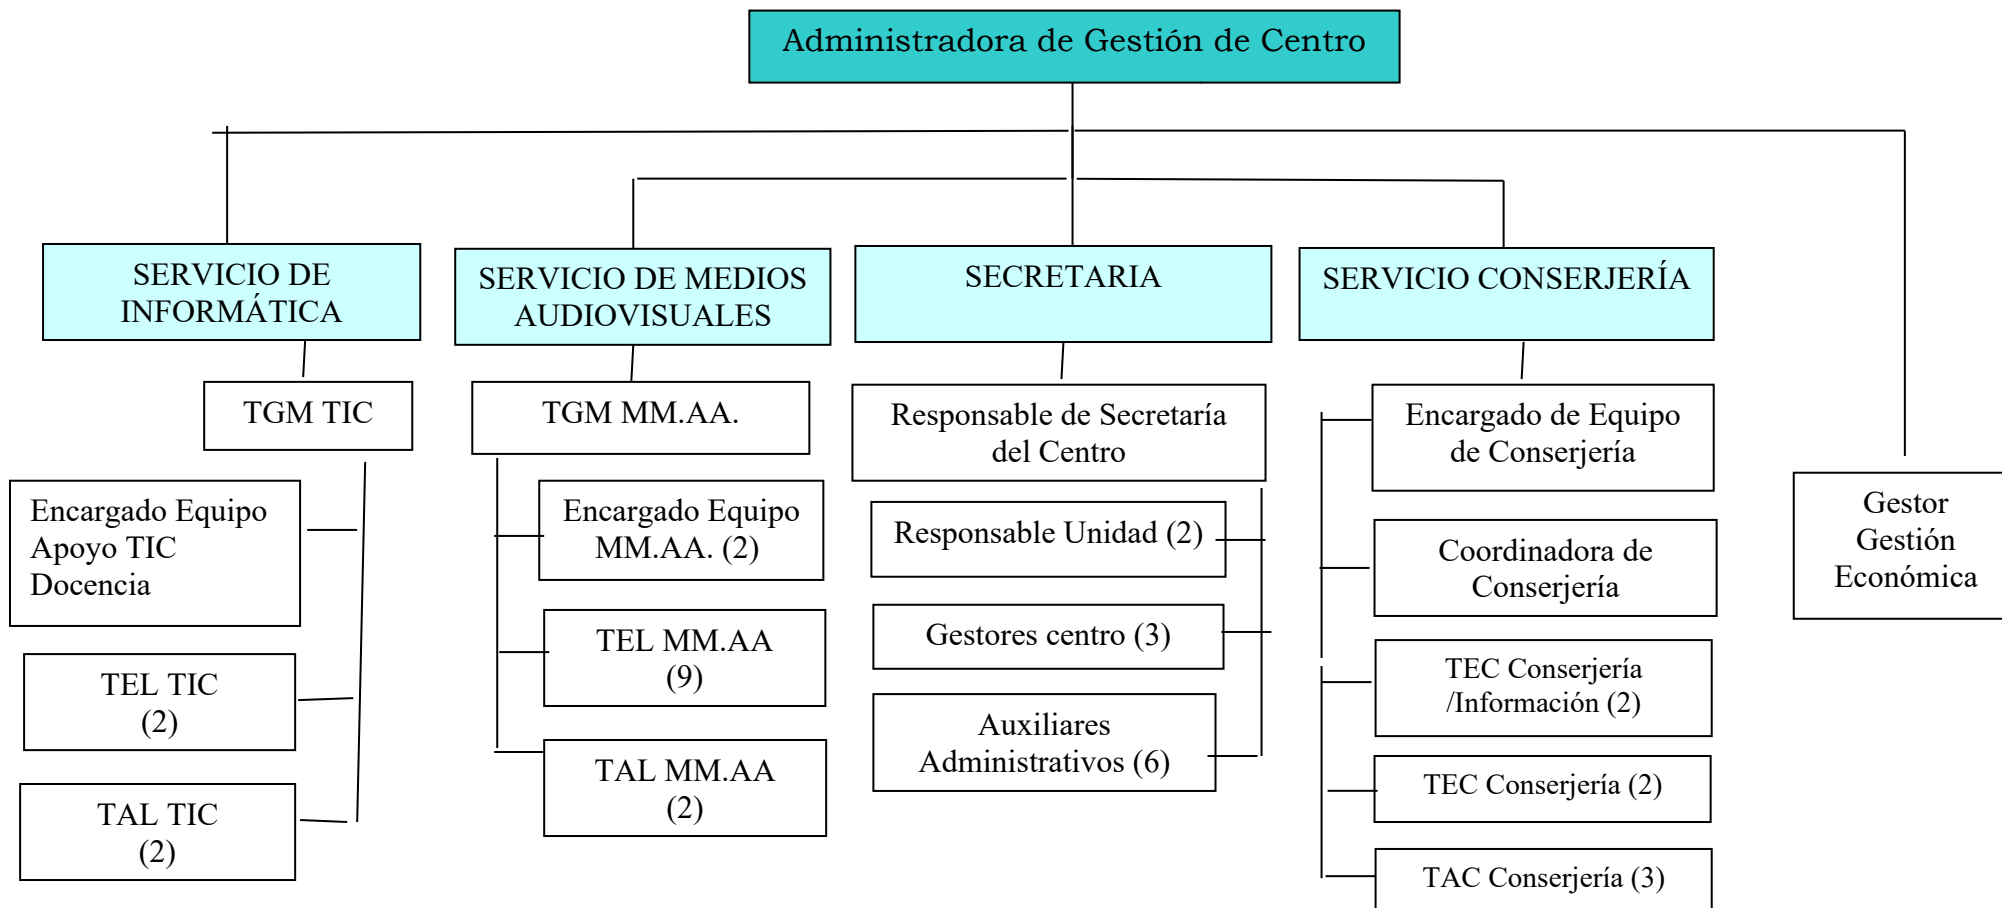 Administradora de Gestión de Centro
SERVICIO DE
INFORMÁTICA
SERVICIO DE MEDIOS
AUDIOVISUALES
SECRETARIA
SERVICIO CONSERJERÍA
TGM TIC
Encargado Equipo
Apoyo TIC
Docencia
TEL TIC
(2)
TAL TIC
(2)
TGM MM.AA.
Encargado Equipo
MM.AA. (2)
TEL MM.AA
(9)
TAL MM.AA
(2)
Responsable de Secretaría
del Centro
Responsable Unidad (2)
Gestores centro (3)
Auxiliares
Administrativos (6)
Encargado de Equipo
de Conserjería
Coordinadora de
Conserjería
TEC Conserjería
/Información (2)
TEC Conserjería (2)
TAC Conserjería (3)
Gestor
Gestión
Económica